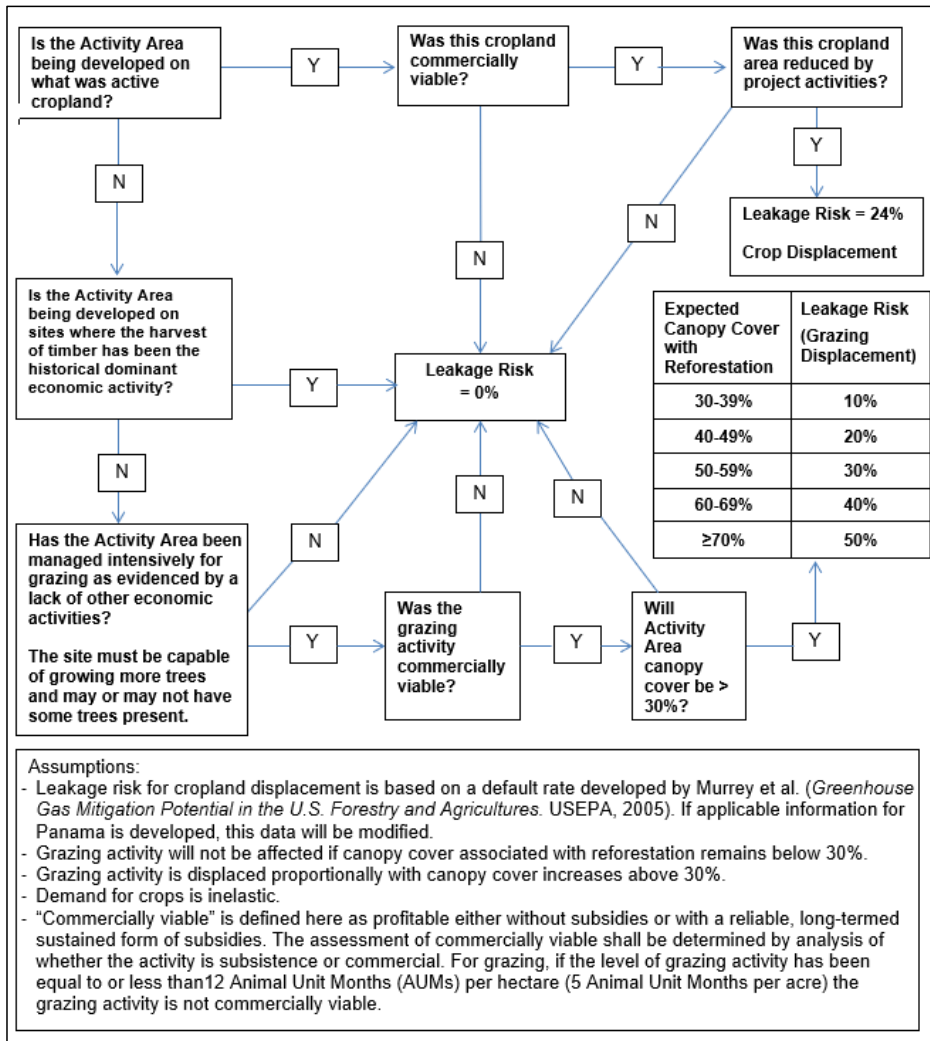 Is the Activity Area
being developed on
what was active
cropland?
Y
Was this cropland
commercially
viable?
Y
Was this cropland
area reduced by
project activities?
N
N
N
Y
Leakage Risk = 24%
Crop Displacement
Is the Activity Area
being developed on
sites where the harvest
of timber has been the
historical dominant
economic activity?
Y
Leakage Risk
= 0%
Expected
Canopy Cover
with
Reforestation
Leakage Risk
(Grazing
Displacement)
30-39%
10%
40-49%
20%
50-59%
30%
60-69%
40%
≥70%
50%
N
N
N
N
Has the Activity Area been
managed intensively for
grazing as evidenced by a
lack of other economic
activities?
The site must be capable
of growing more trees
and may or may not have
some trees present.
Y
Was the
grazing
activity
commercially
viable?
Y
Will
Activity
Area
canopy
cover be >
30%?
Y
Assumptions:
- Leakage risk for cropland displacement is based on a default rate developed by Murrey et al. (Greenhouse
Gas Mitigation Potential in the U.S. Forestry and Agricultures. USEPA, 2005). If applicable information for
Panama is developed, this data will be modified.
- Grazing activity will not be affected if canopy cover associated with reforestation remains below 30%.
- Grazing activity is displaced proportionally with canopy cover increases above 30%.
- Demand for crops is inelastic.
- “Commercially viable” is defined here as profitable either without subsidies or with a reliable, long-termed
sustained form of subsidies. The assessment of commercially viable shall be determined by analysis of
whether the activity is subsistence or commercial. For grazing, if the level of grazing activity has been
equal to or less than12 Animal Unit Months (AUMs) per hectare (5 Animal Unit Months per acre) the
grazing activity is not commercially viable.